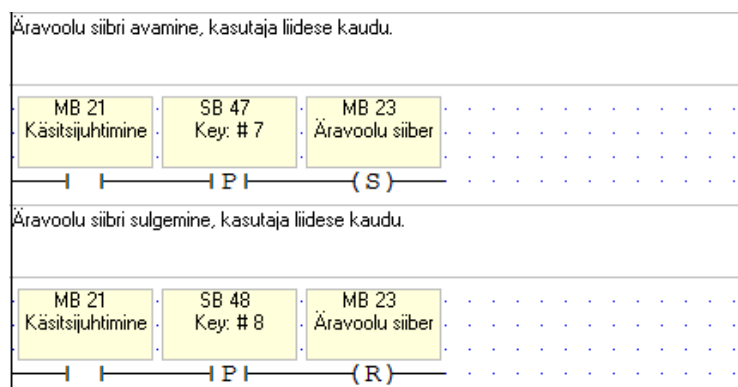 Äravoolu siibri avamine, kasutaja liidese kaudu.
MB 21 SB 47 MB 23
Käsitsijuhtimine Key: # 7 Äravoolu siiber
P (S)
Äravoolu siibri sulgemine, kasutaja liidese kaudu.
MB 21 SB 48 MB 23
Käsitsijuhtimine Key: # 8 Äravoolu siiber
P (R)